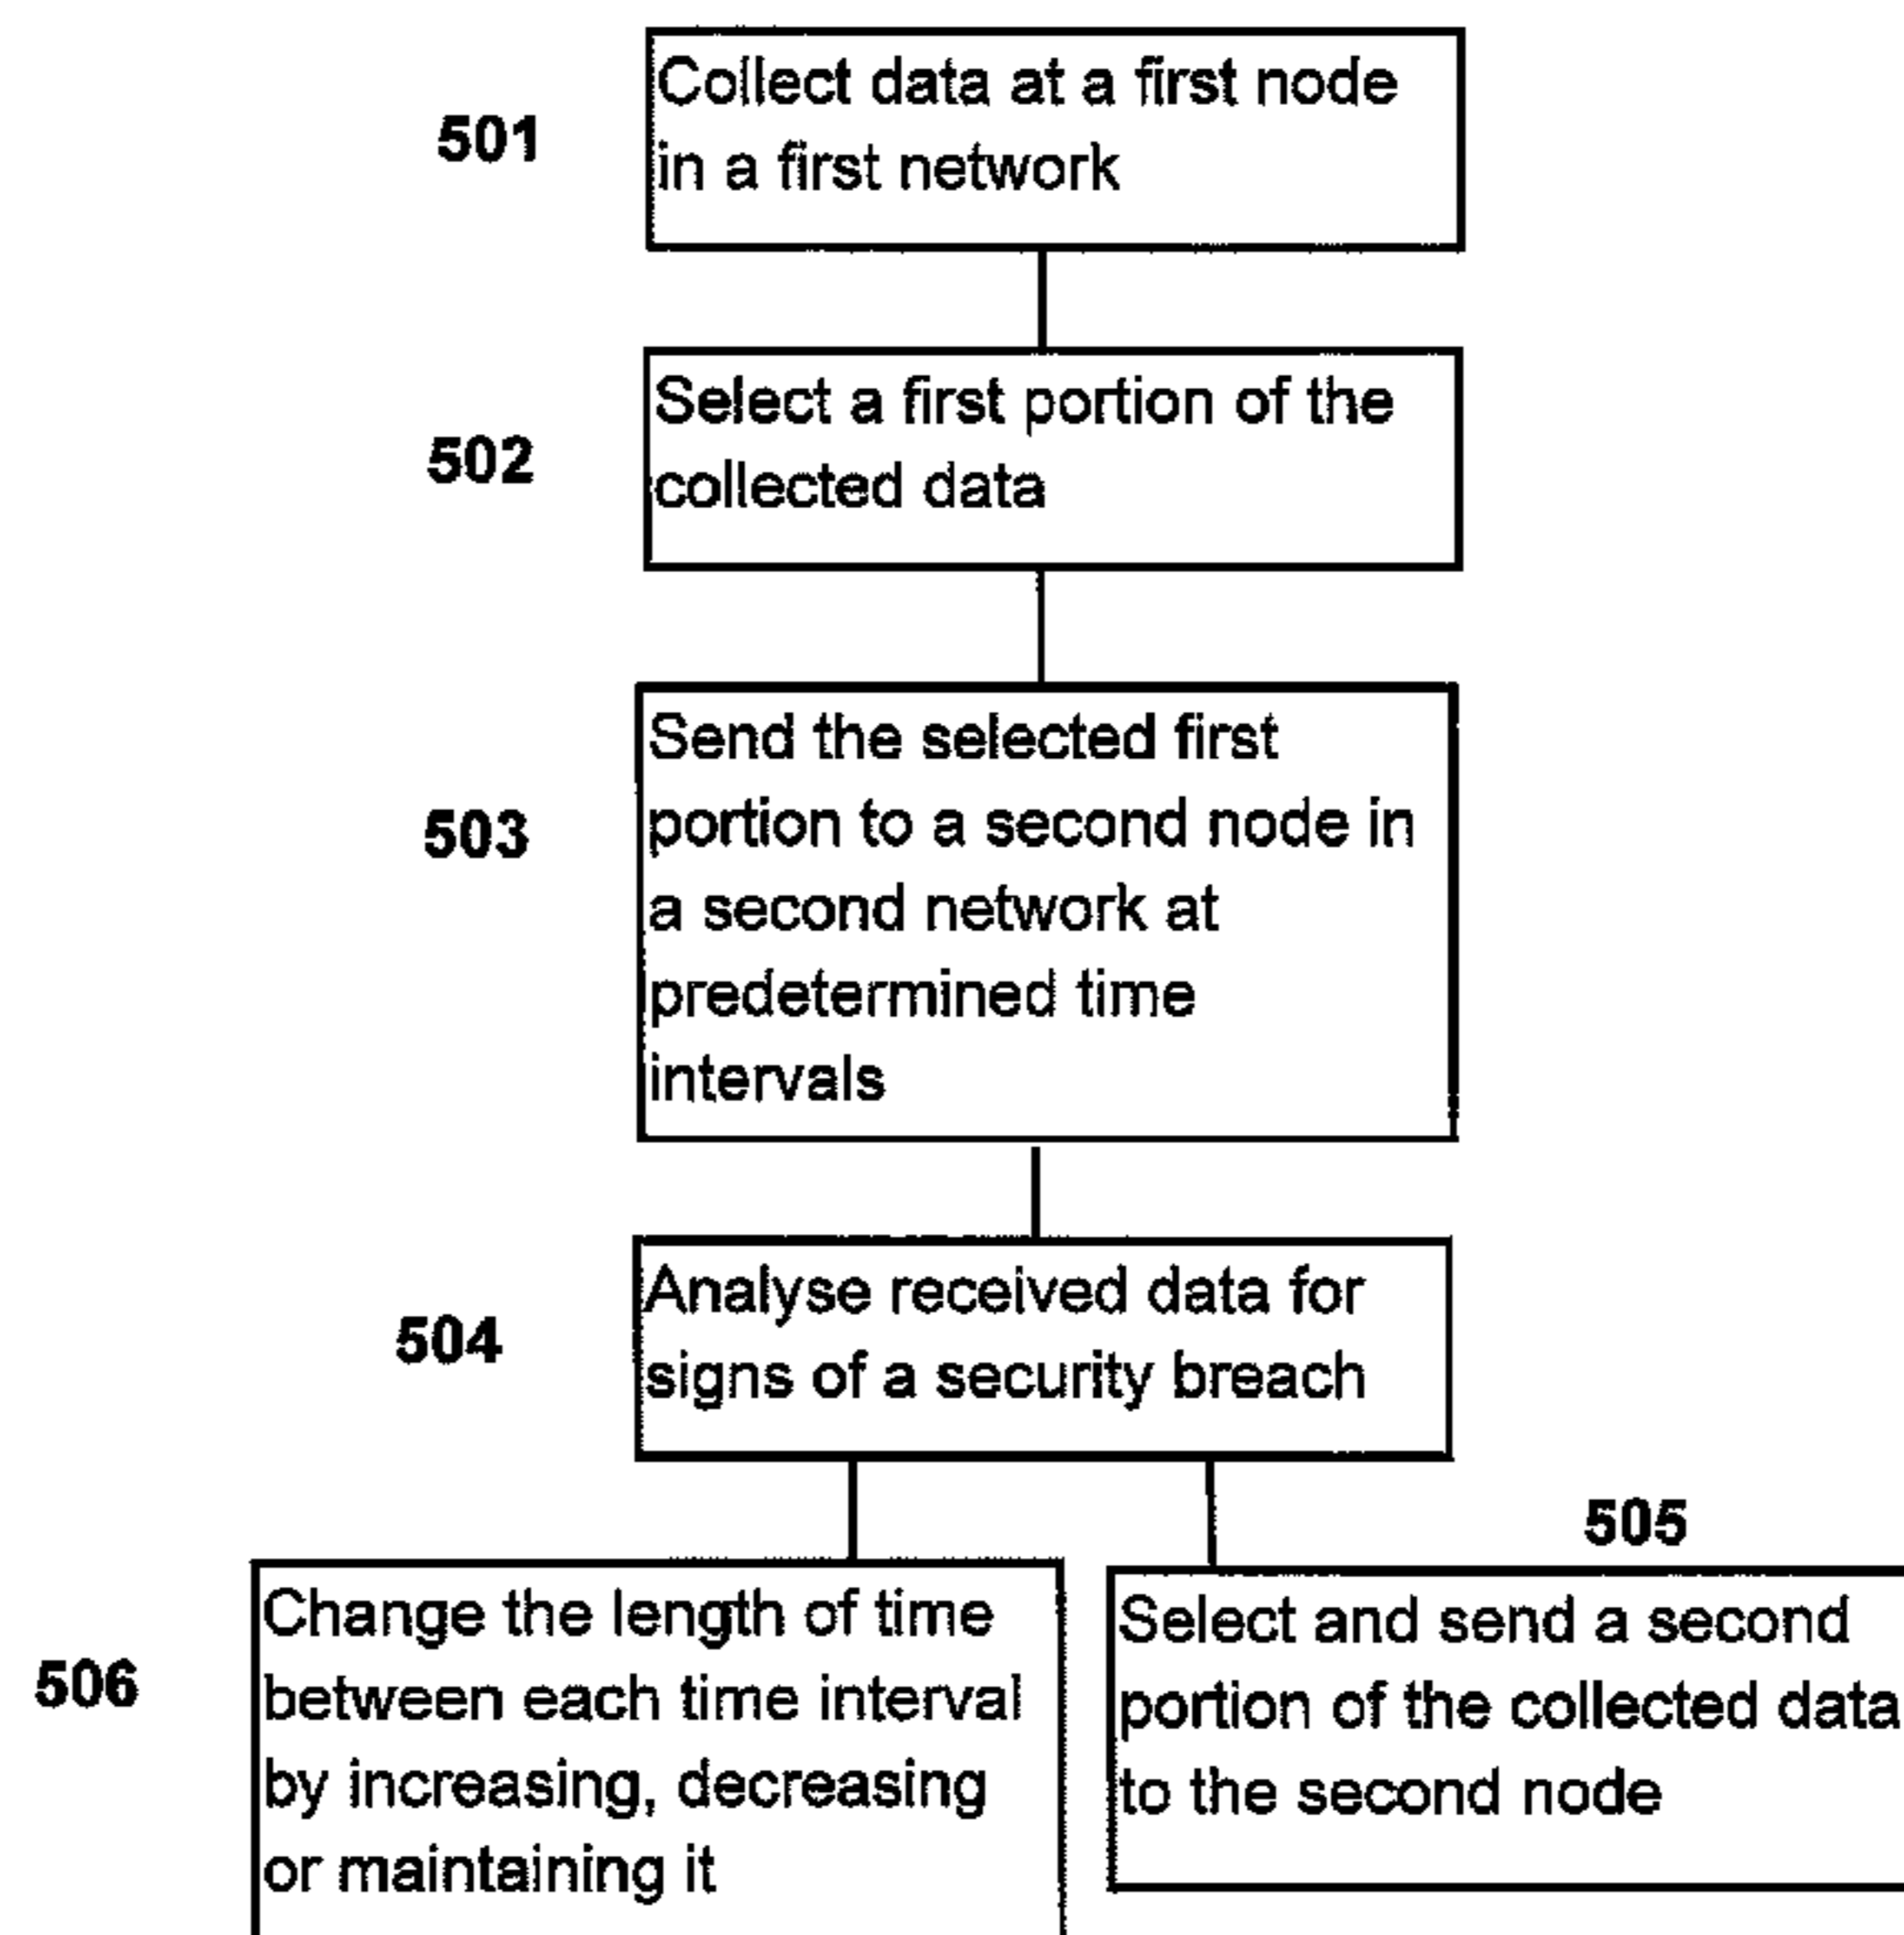 501
Collect data at a first node
in a first network
502
Select a first portion of the
collected data
503
Send the selected first
portion to a second node in
a second network at
predetermined time
intervals
504
Analyse received data for
signs of a security breach
506
Change the length of time
between each time interval
by increasing, decreasing
or maintaining it
505
Select and send a second
portion of the collected data
to the second node